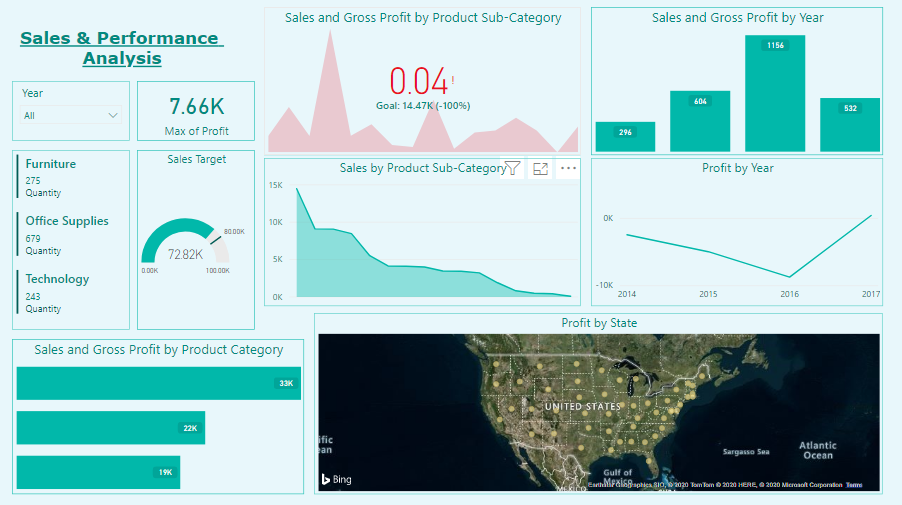 Sales & Performance
Analysis
Year
All
7.66K
Max of Profit
Furniture
275
Quantity
Office Supplies
679
Quantity
Technology
243
Quantity
Sales Target
80.00K
72.82K
0.00K
100.00K
Sales and Gross Profit by Product Sub-Category
0.04!
Goal: 14.47K (-100%)
Sales and Gross Profit by Year
296
604
1156
532
Sales by Product Sub-Category
15K
10K
5K
0K
Profit by Year
0K
-10K
2014
2015
2016
2017
Sales and Gross Profit by Product Category
33K
22K
19K
Profit by State
UNITED STATES
Sargasso Sea
Atlantic
Ocean
Gulf of
Mexico
MEXICO
Bing
Earthstar Geographics SIO, © 2020 TomTom © 2020 HERE, © 2020 Microsoft Corporation Terms